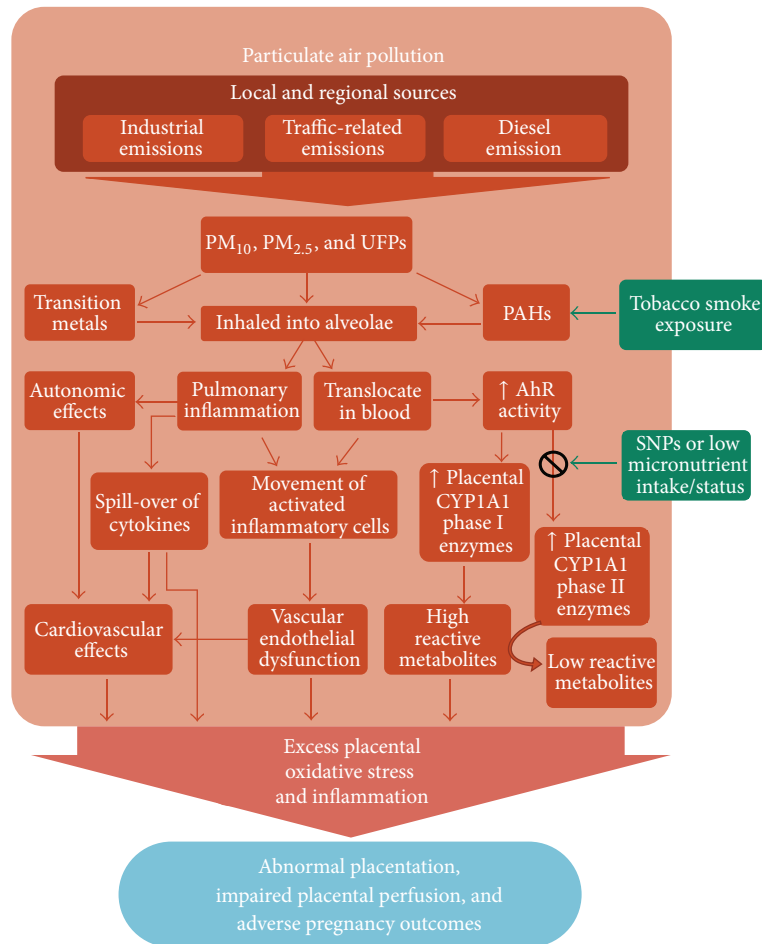 Particulate air pollution
Local and regional sources
Industrial
emissions
Traffic-related
emissions
Diesel
emission
PM10, PM2.5, and UFPs
Transition
metals
Inhaled into alveolae
PAHs
Tobacco smoke
exposure
Autonomic
effects
Pulmonary
inflammation
Translocate
in blood
↑ AhR
activity
SNPs or low
micronutrient
intake/status
Spill-over of
cytokines
Movement of
activated
inflammatory cells
↑ Placental
CYP1A1
phase I
enzymes
↑ Placental
CYP1A1
phase II
enzymes
Cardiovascular
effects
Vascular
endothelial
dysfunction
High
reactive
metabolites
Low reactive
metabolites
Excess placental
oxidative stress
and inflammation
Abnormal placentation,
impaired placental perfusion, and
adverse pregnancy outcomes